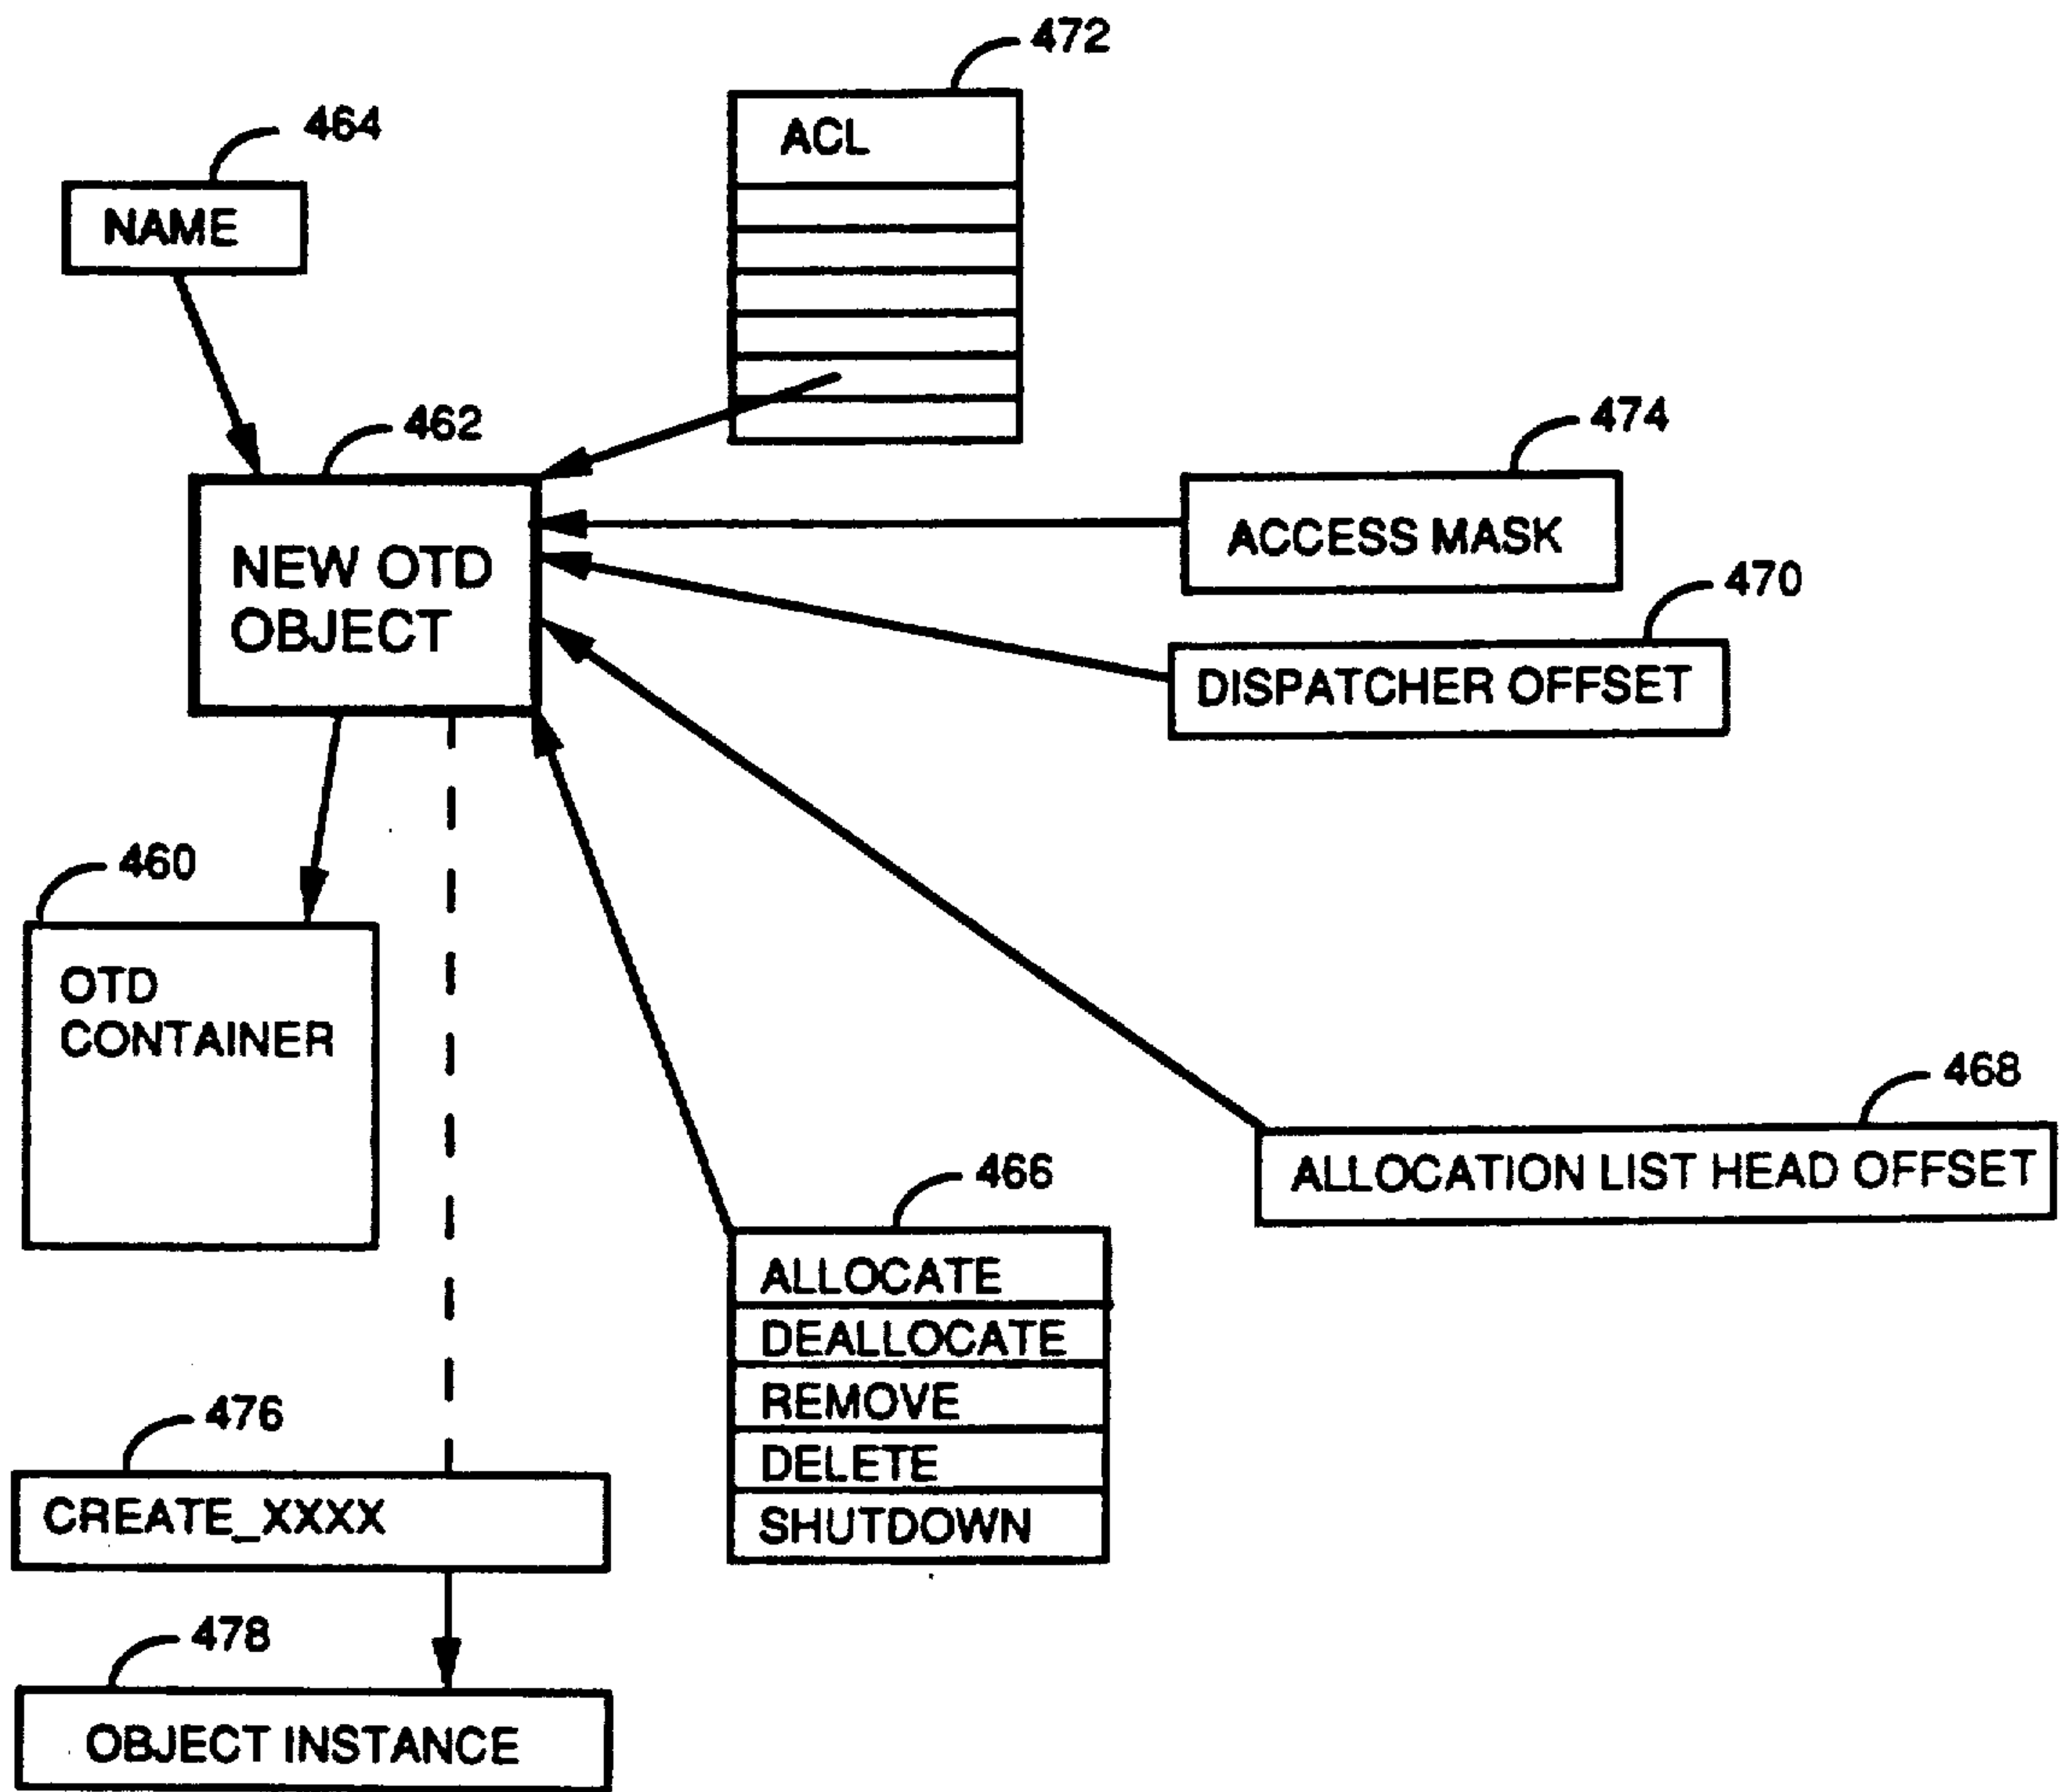 472
464
ACL
NAME
462
474
NEW OTD
OBJECT
ACCESS MASK
470
DISPATCHER OFFSET
460
OTD
CONTAINER
468
ALLOCATION LIST HEAD OFFSET
466
ALLOCATE
DEALLOCATE
REMOVE
DELETE
SHUTDOWN
476
CREATE_XXXX
478
OBJECT INSTANCE